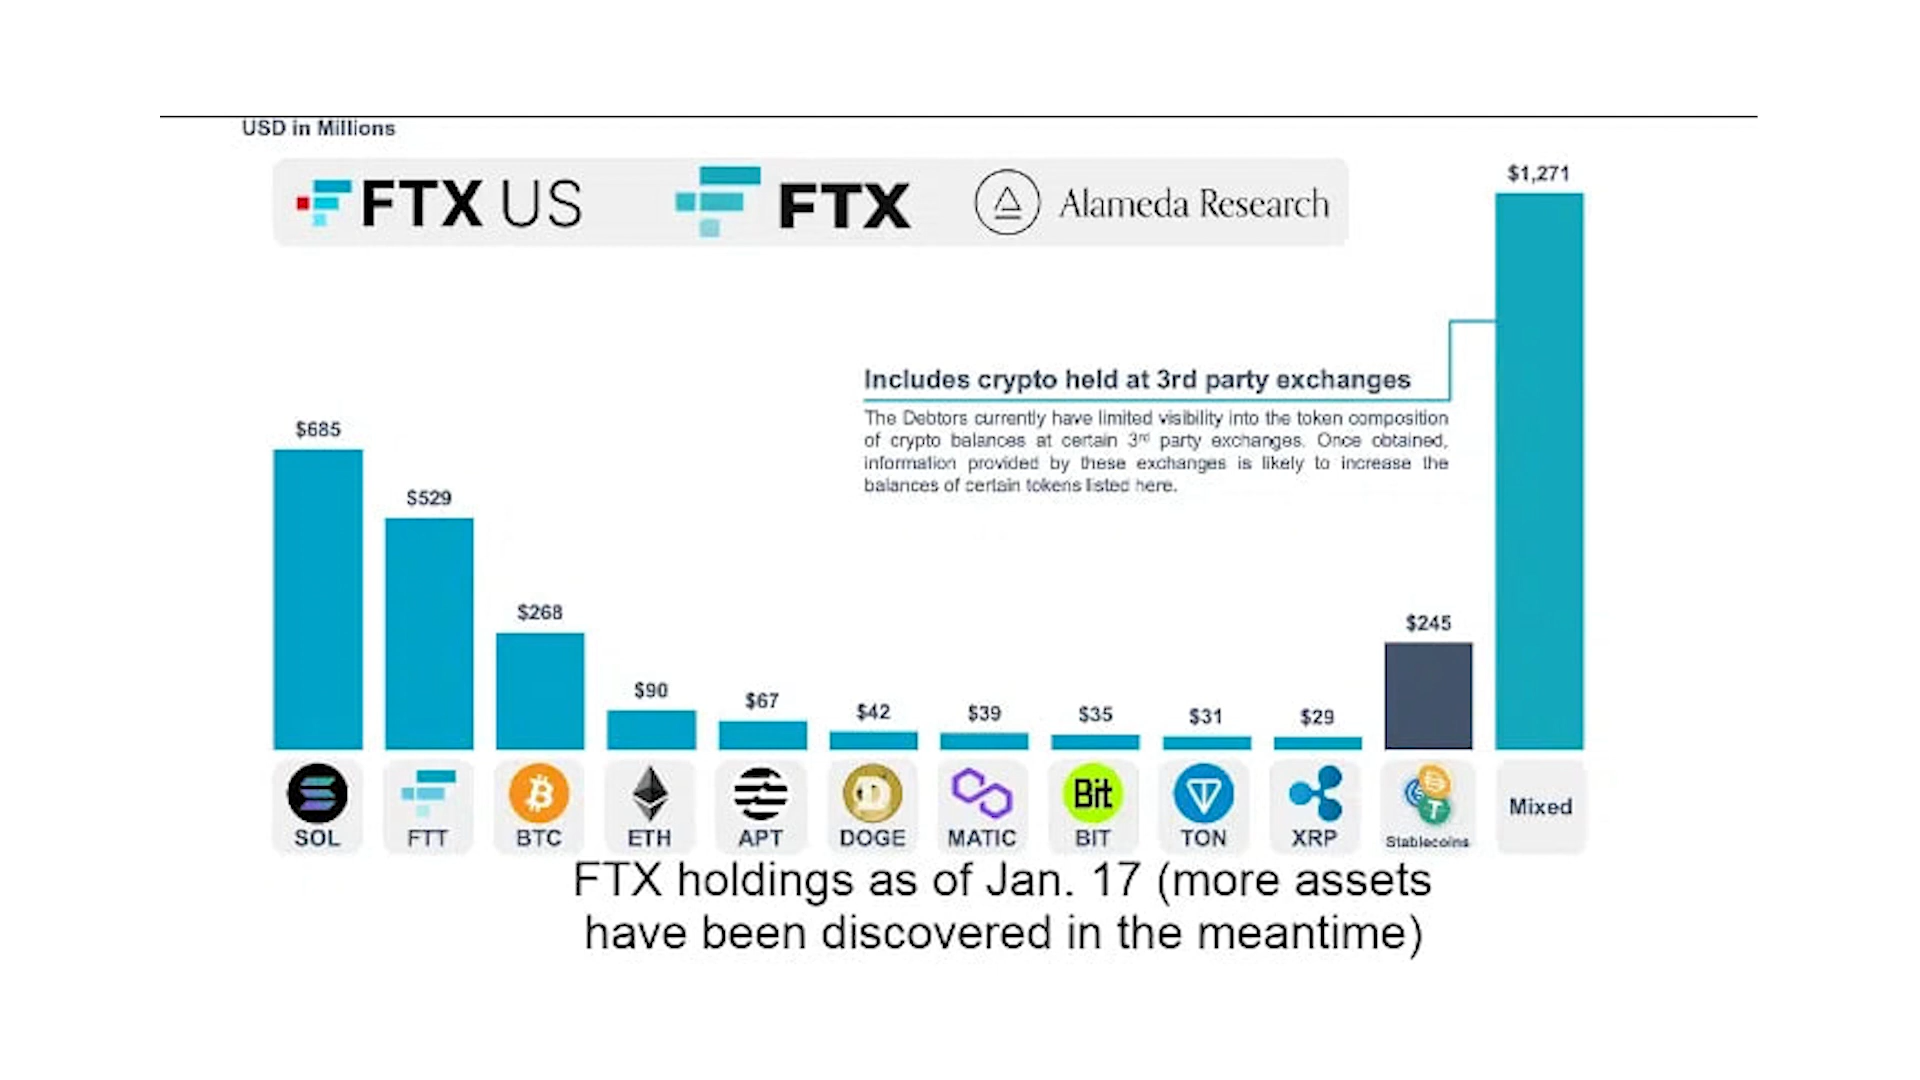 USD in Millions
FTX US
FTX
Alameda Research
$1,271
Includes crypto held at 3rd party exchanges
The Debtors currently have limited visibility into the token composition
of crypto balances at certain 3rd party exchanges. Once obtained,
information provided by these exchanges is likely to increase the
balances of certain tokens listed here.
$685
$529
$268
$90
$67
$42
$39
$35
$31
$29
$245
Bit
SOL
FTT
BTC
ETH
APT
DOGE
MATIC
BIT
TON
XRP
Stablecoins
Mixed
FTX holdings as of Jan. 17 (more assets
have been discovered in the meantime)